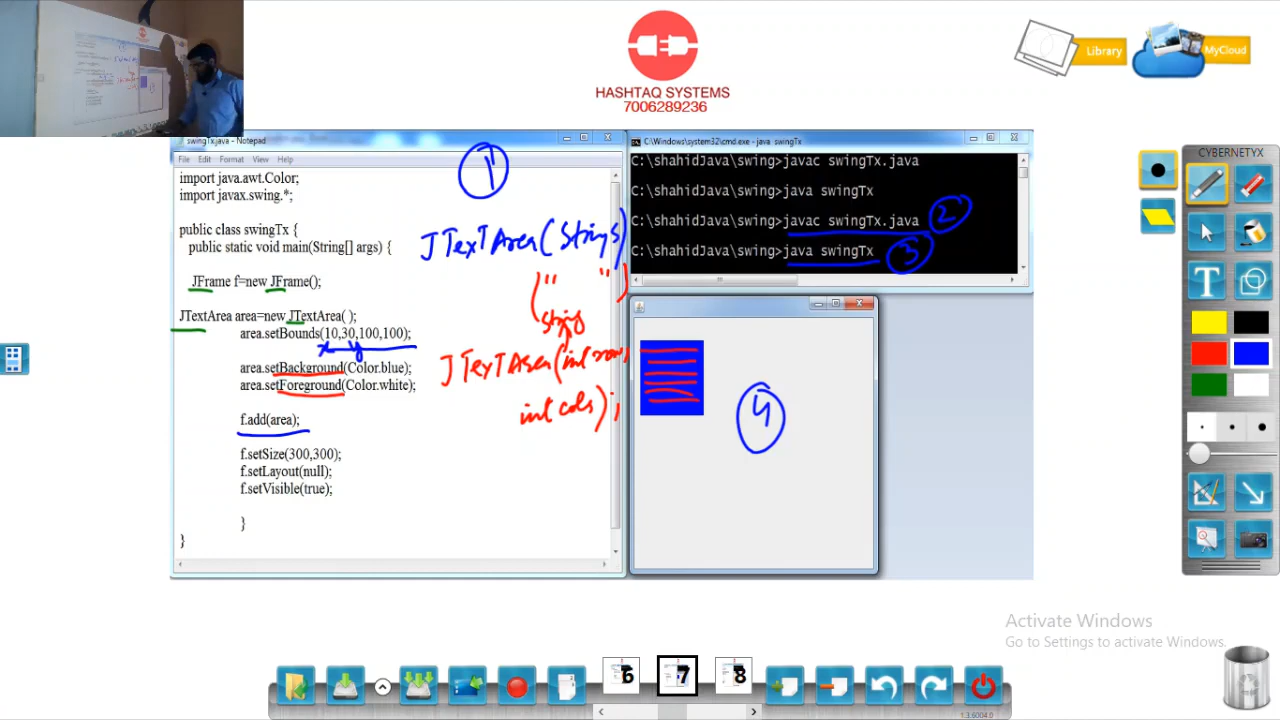 HASHTAQ SYSTEMS
7006289236
Library
MyCloud
swingTx.java - Notepad
File Edit Format View Help
import java.awt.Color;
import javax.swing.*;
public class swingTx {
public static void main(String[] args) {
JFrame f=new JFrame();
JTextArea area=new JTextArea( );
area.setBounds(10,30,100,100);
area.setBackground(Color.blue);
area.setForeground(Color.white);
f.add(area);
f.setSize(300,300);
f.setLayout(null);
f.setVisible(true);
}
}
1
JTexTArea(String s)
(" ")
string
x y
JTexTArea(int row,
int cols);
C:\Windows\system32\cmd.exe - java swingTx
C:\shahidJava\swing>javac swingTx.java
C:\shahidJava\swing>java swingTx
C:\shahidJava\swing>javac swingTx.java
2
C:\shahidJava\swing>java swingTx
3
4
CYBERNETYX
T
Activate Windows
Go to Settings to activate Windows.
6
7
8
1.3.6004.0